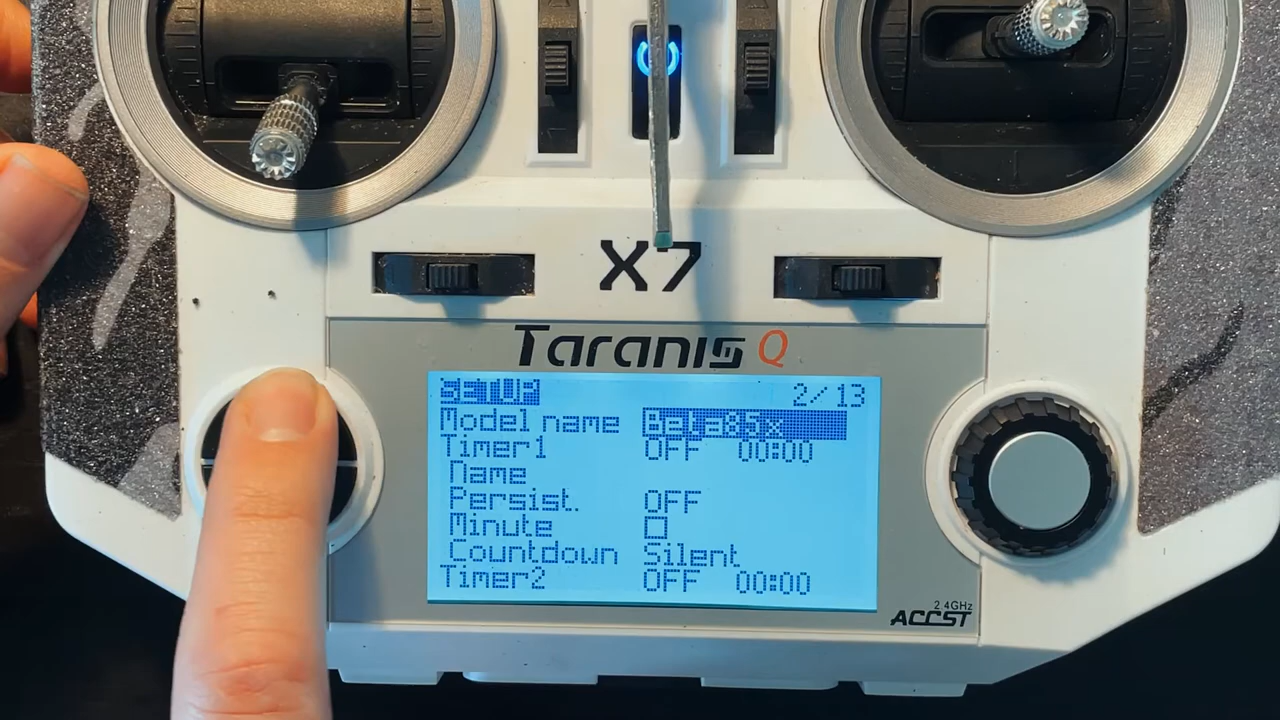 X7
Taranis Q
SETUP 2/13
Model name
Timer1 OFF 00:00
Name
Persist. OFF
Minute
Countdown Silent
Timer2 OFF 00:00
2.4GHz
ACCST